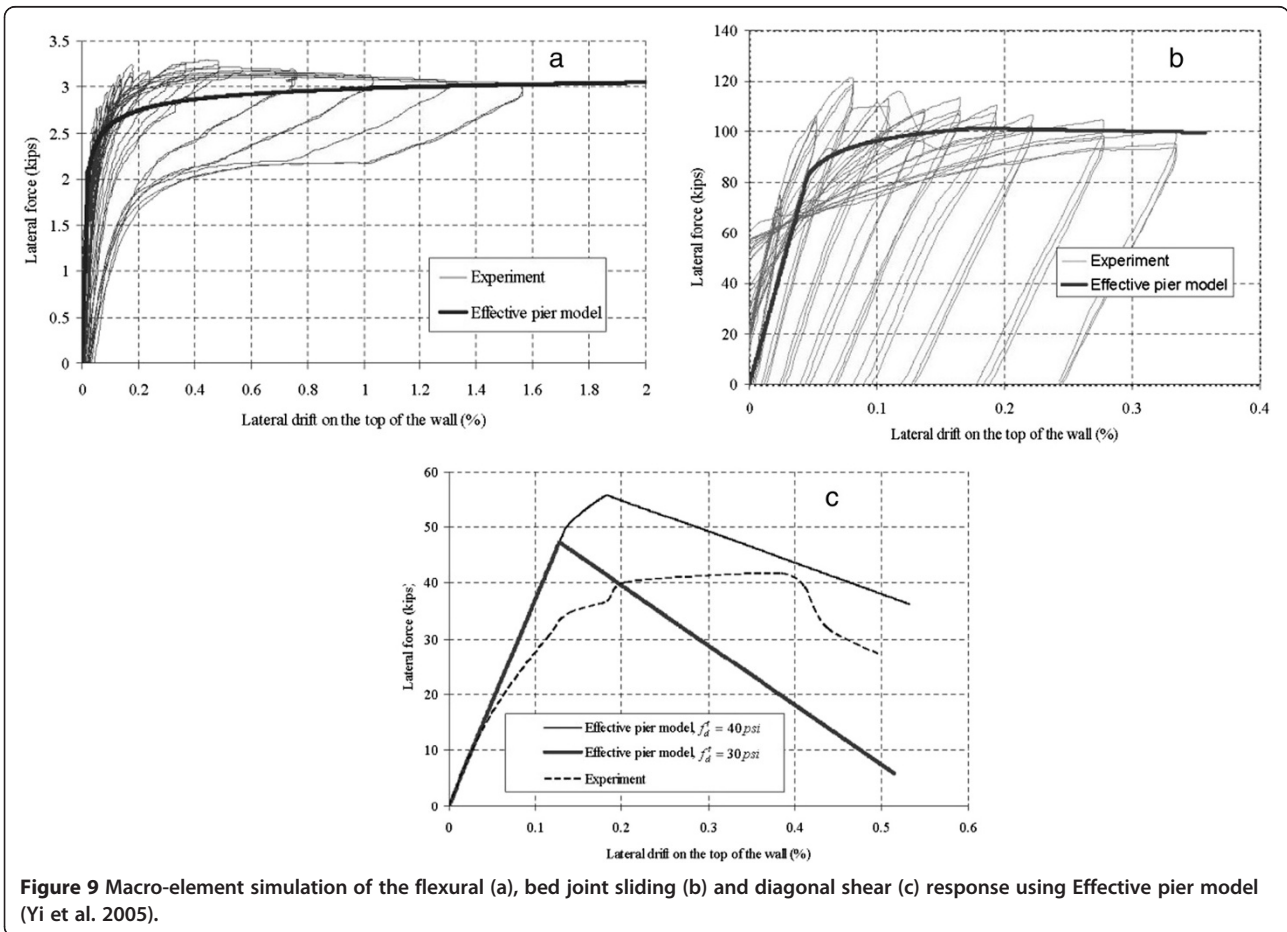 a
3.5
3
2.5
2
1.5
1
0.5
0
Lateral force (kips)
Experiment
Effective pier model
0 0.2 0.4 0.6 0.8 1 1.2 1.4 1.6 1.8 2
Lateral drift on the top of the wall (%)
b
140
120
100
80
60
40
20
0
Lateral force (kips)
Experiment
Effective pier model
0 0.1 0.2 0.3 0.4
Lateral drift on the top of the wall (%)
c
60
50
40
30
20
10
0
Lateral force (kips)
Effective pier model, f'd = 40 psi
Effective pier model, f'd = 30 psi
Experiment
0 0.1 0.2 0.3 0.4 0.5 0.6
Lateral drift on the top of the wall (%)
Figure 9 Macro-element simulation of the flexural (a), bed joint sliding (b) and diagonal shear (c) response using Effective pier model
(Yi et al. 2005).